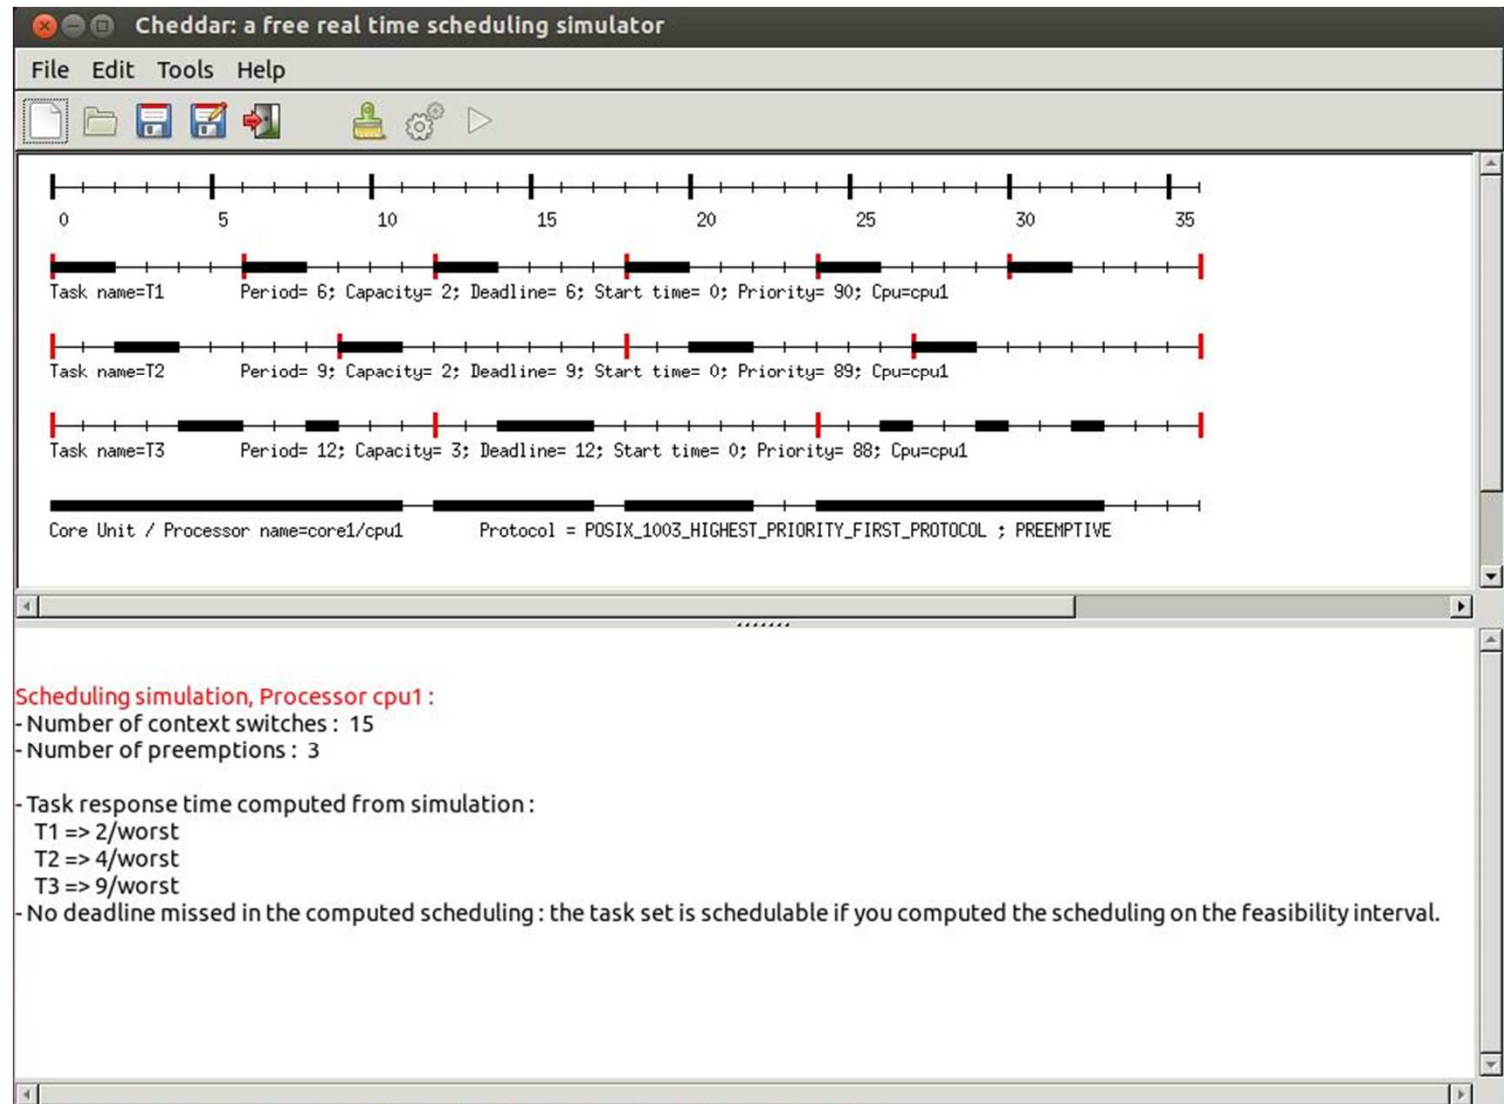 Cheddar: a free real time scheduling simulator
File Edit Tools Help
0 5 10 15 20 25 30 35
Task name=T1 Period= 6; Capacity= 2; Deadline= 6; Start time= 0; Priority= 90; Cpu=cpu1
Task name=T2 Period= 9; Capacity= 2; Deadline= 9; Start time= 0; Priority= 89; Cpu=cpu1
Task name=T3 Period= 12; Capacity= 3; Deadline= 12; Start time= 0; Priority= 88; Cpu=cpu1
Core Unit / Processor name=core1/cpu1 Protocol = POSIX_1003_HIGHEST_PRIORITY_FIRST_PROTOCOL ; PREEMPTIVE
Scheduling simulation, Processor cpu1 :
- Number of context switches : 15
- Number of preemptions : 3
- Task response time computed from simulation :
T1 => 2/worst
T2 => 4/worst
T3 => 9/worst
- No deadline missed in the computed scheduling : the task set is schedulable if you computed the scheduling on the feasibility interval.